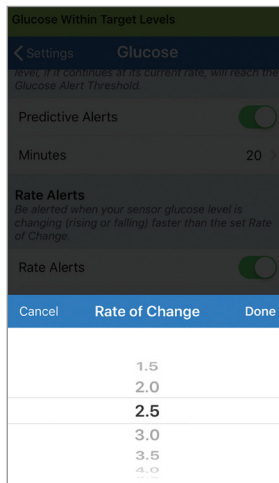 Glucose Within Target Levels
Settings Glucose
level, if it continues at its current rate, will reach the
Glucose Alert Threshold.
Predictive Alerts
Minutes 20
Rate Alerts
Be alerted when your sensor glucose level is
changing (rising or falling) faster than the set Rate
of Change.
Rate Alerts
Cancel Rate of Change Done
1.5
2.0
2.5
3.0
3.5
4.0